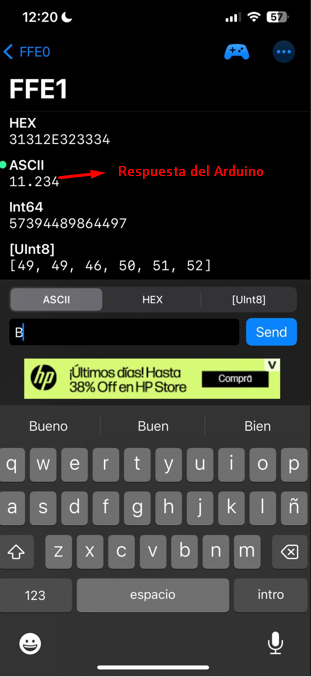 12:20
57
FFE0
FFE1
HEX
31312E323334
ASCII
11.234
Respuesta del Arduino
Int64
57394489864497
[UInt8]
[49, 49, 46, 50, 51, 52]
ASCII HEX [UInt8]
B Send
hp ¡Últimos días! Hasta
38% Off en HP Store
Comprá
V
Bueno Buen Bien
q w e r t y u i o p
a s d f g h j k l ñ
z x c v b n m
123 espacio intro